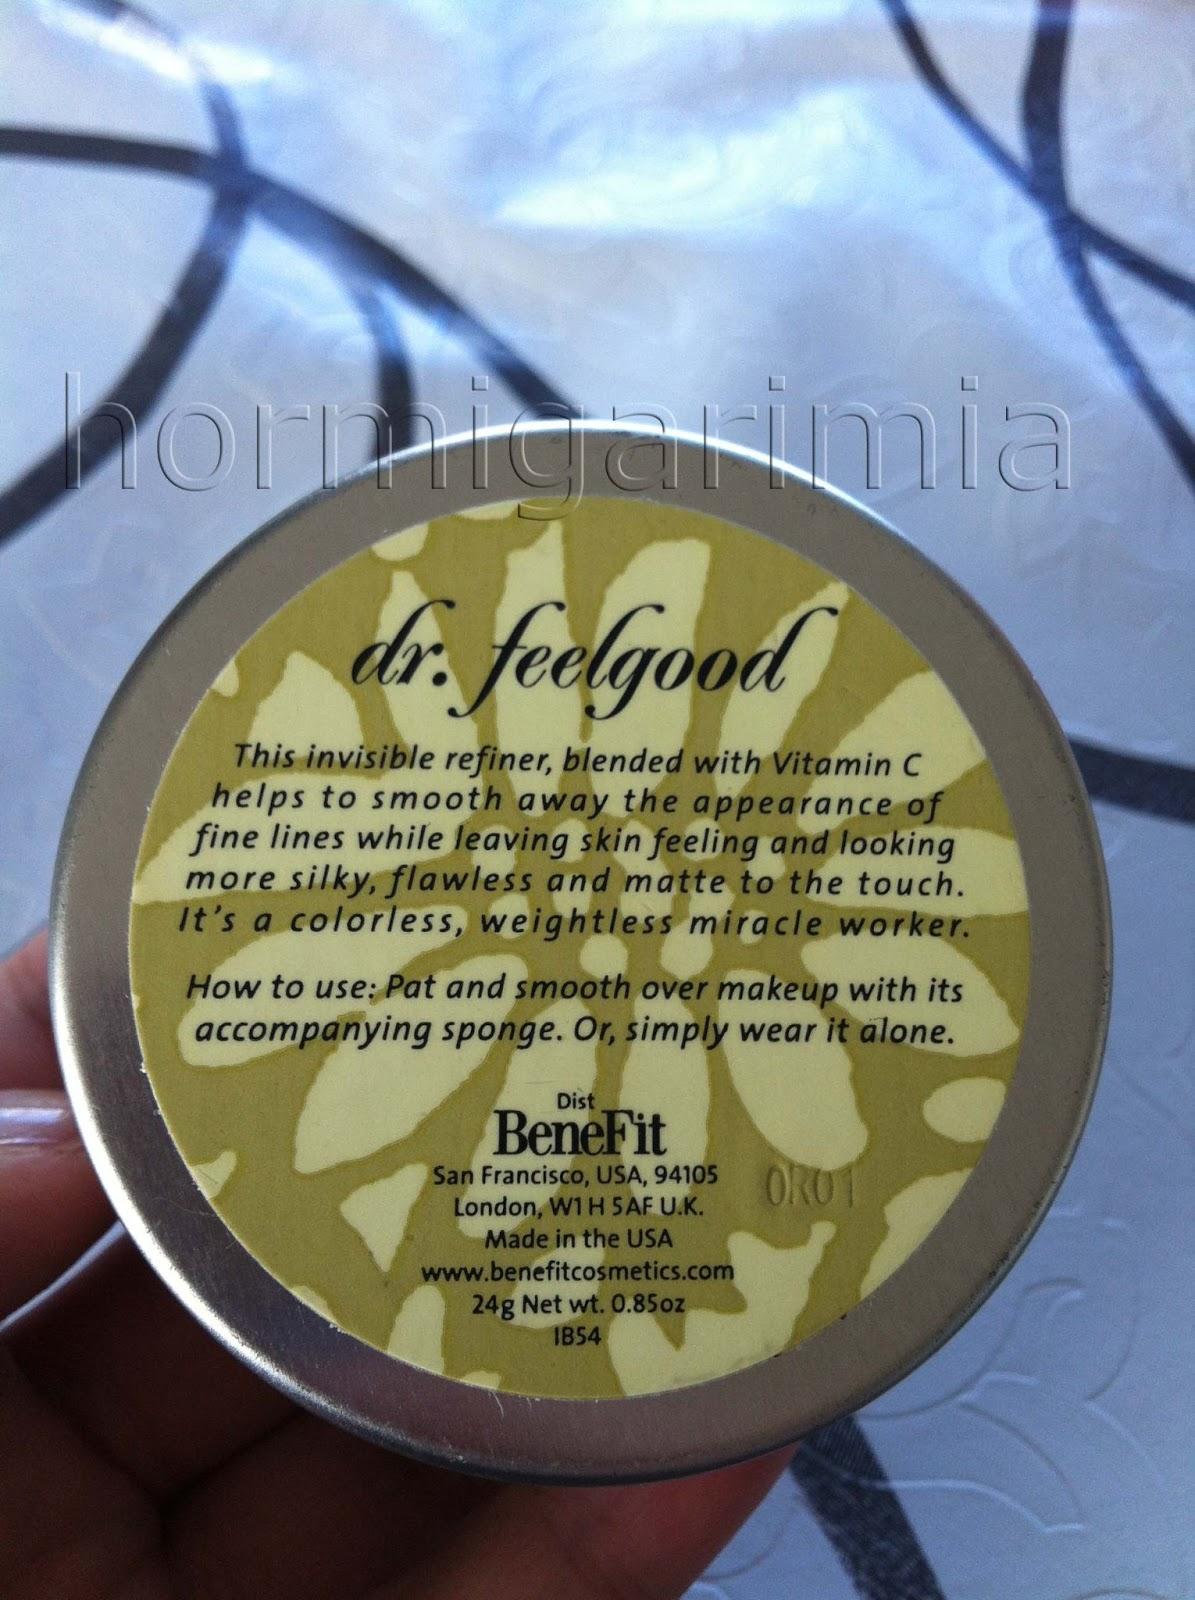 hormigarimia
dr. feelgood
This invisible refiner, blended with Vitamin C
helps to smooth away the appearance of
fine lines while leaving skin feeling and looking
more silky, flawless and matte to the touch.
It's a colorless, weightless miracle worker.
How to use: Pat and smooth over makeup with its
accompanying sponge. Or, simply wear it alone.
Dist
BeneFit
San Francisco, USA, 94105
London, W1H 5AF U.K.
Made in the USA
www.benefitcosmetics.com
24g Net wt. 0.85oz
IB54
0R01